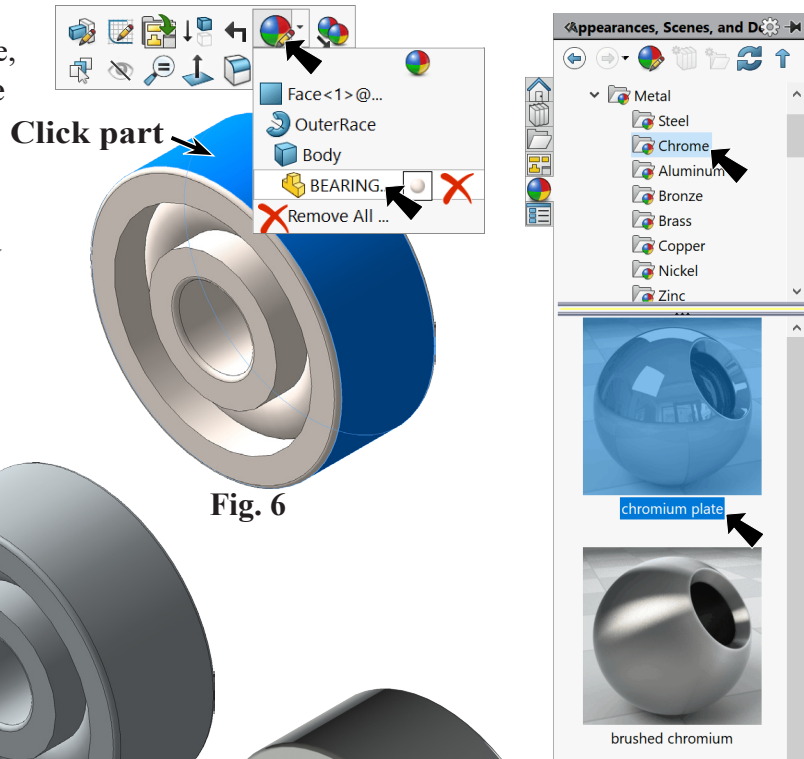 e,
e
Click part
Face<1>@...
OuterRace
Body
BEARING...
Remove All ...
Fig. 6
Appearances, Scenes, and D
Metal
Steel
Chrome
Aluminum
Bronze
Brass
Copper
Nickel
Zinc
chromium plate
brushed chromium